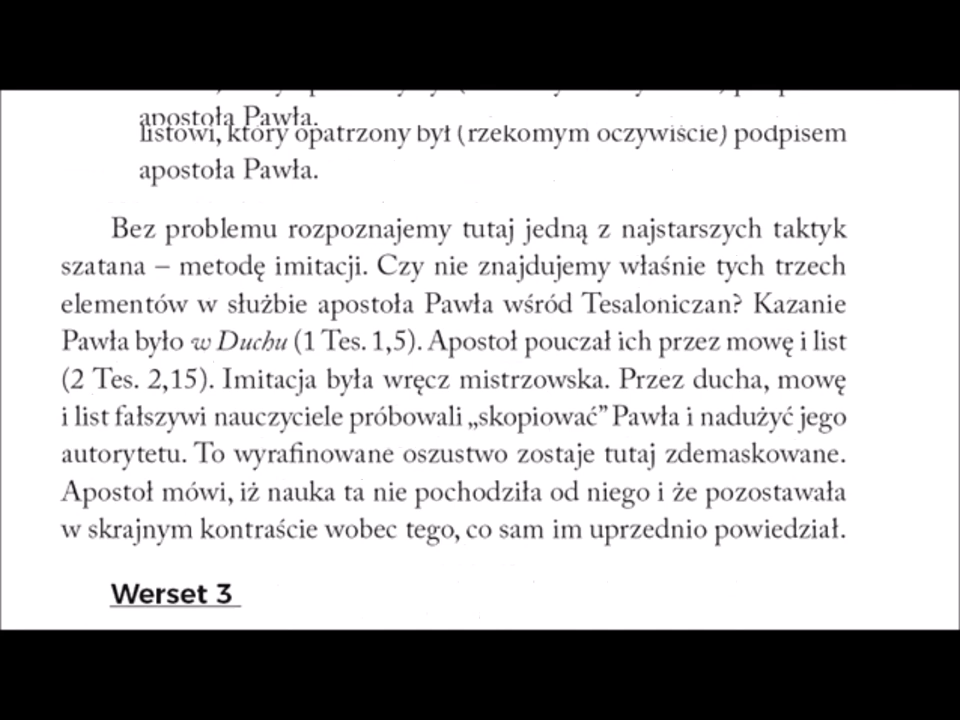 apostoła Pawła.
listowi, który opatrzony był (rzekomym oczywiście) podpisem
apostoła Pawła.
Bez problemu rozpoznajemy tutaj jedną z najstarszych taktyk
szatana – metodę imitacji. Czy nie znajdujemy właśnie tych trzech
elementów w służbie apostoła Pawła wśród Tesaloniczan? Kazanie
Pawła było w Duchu (1 Tes. 1,5). Apostoł pouczał ich przez mowę i list
(2 Tes. 2,15). Imitacja była wręcz mistrzowska. Przez ducha, mowę
i list fałszywi nauczyciele próbowali „skopiować” Pawła i nadużyć jego
autorytetu. To wyrafinowane oszustwo zostaje tutaj zdemaskowane.
Apostoł mówi, iż nauka ta nie pochodziła od niego i że pozostawała
w skrajnym kontraście wobec tego, co sam im uprzednio powiedział.
Werset 3